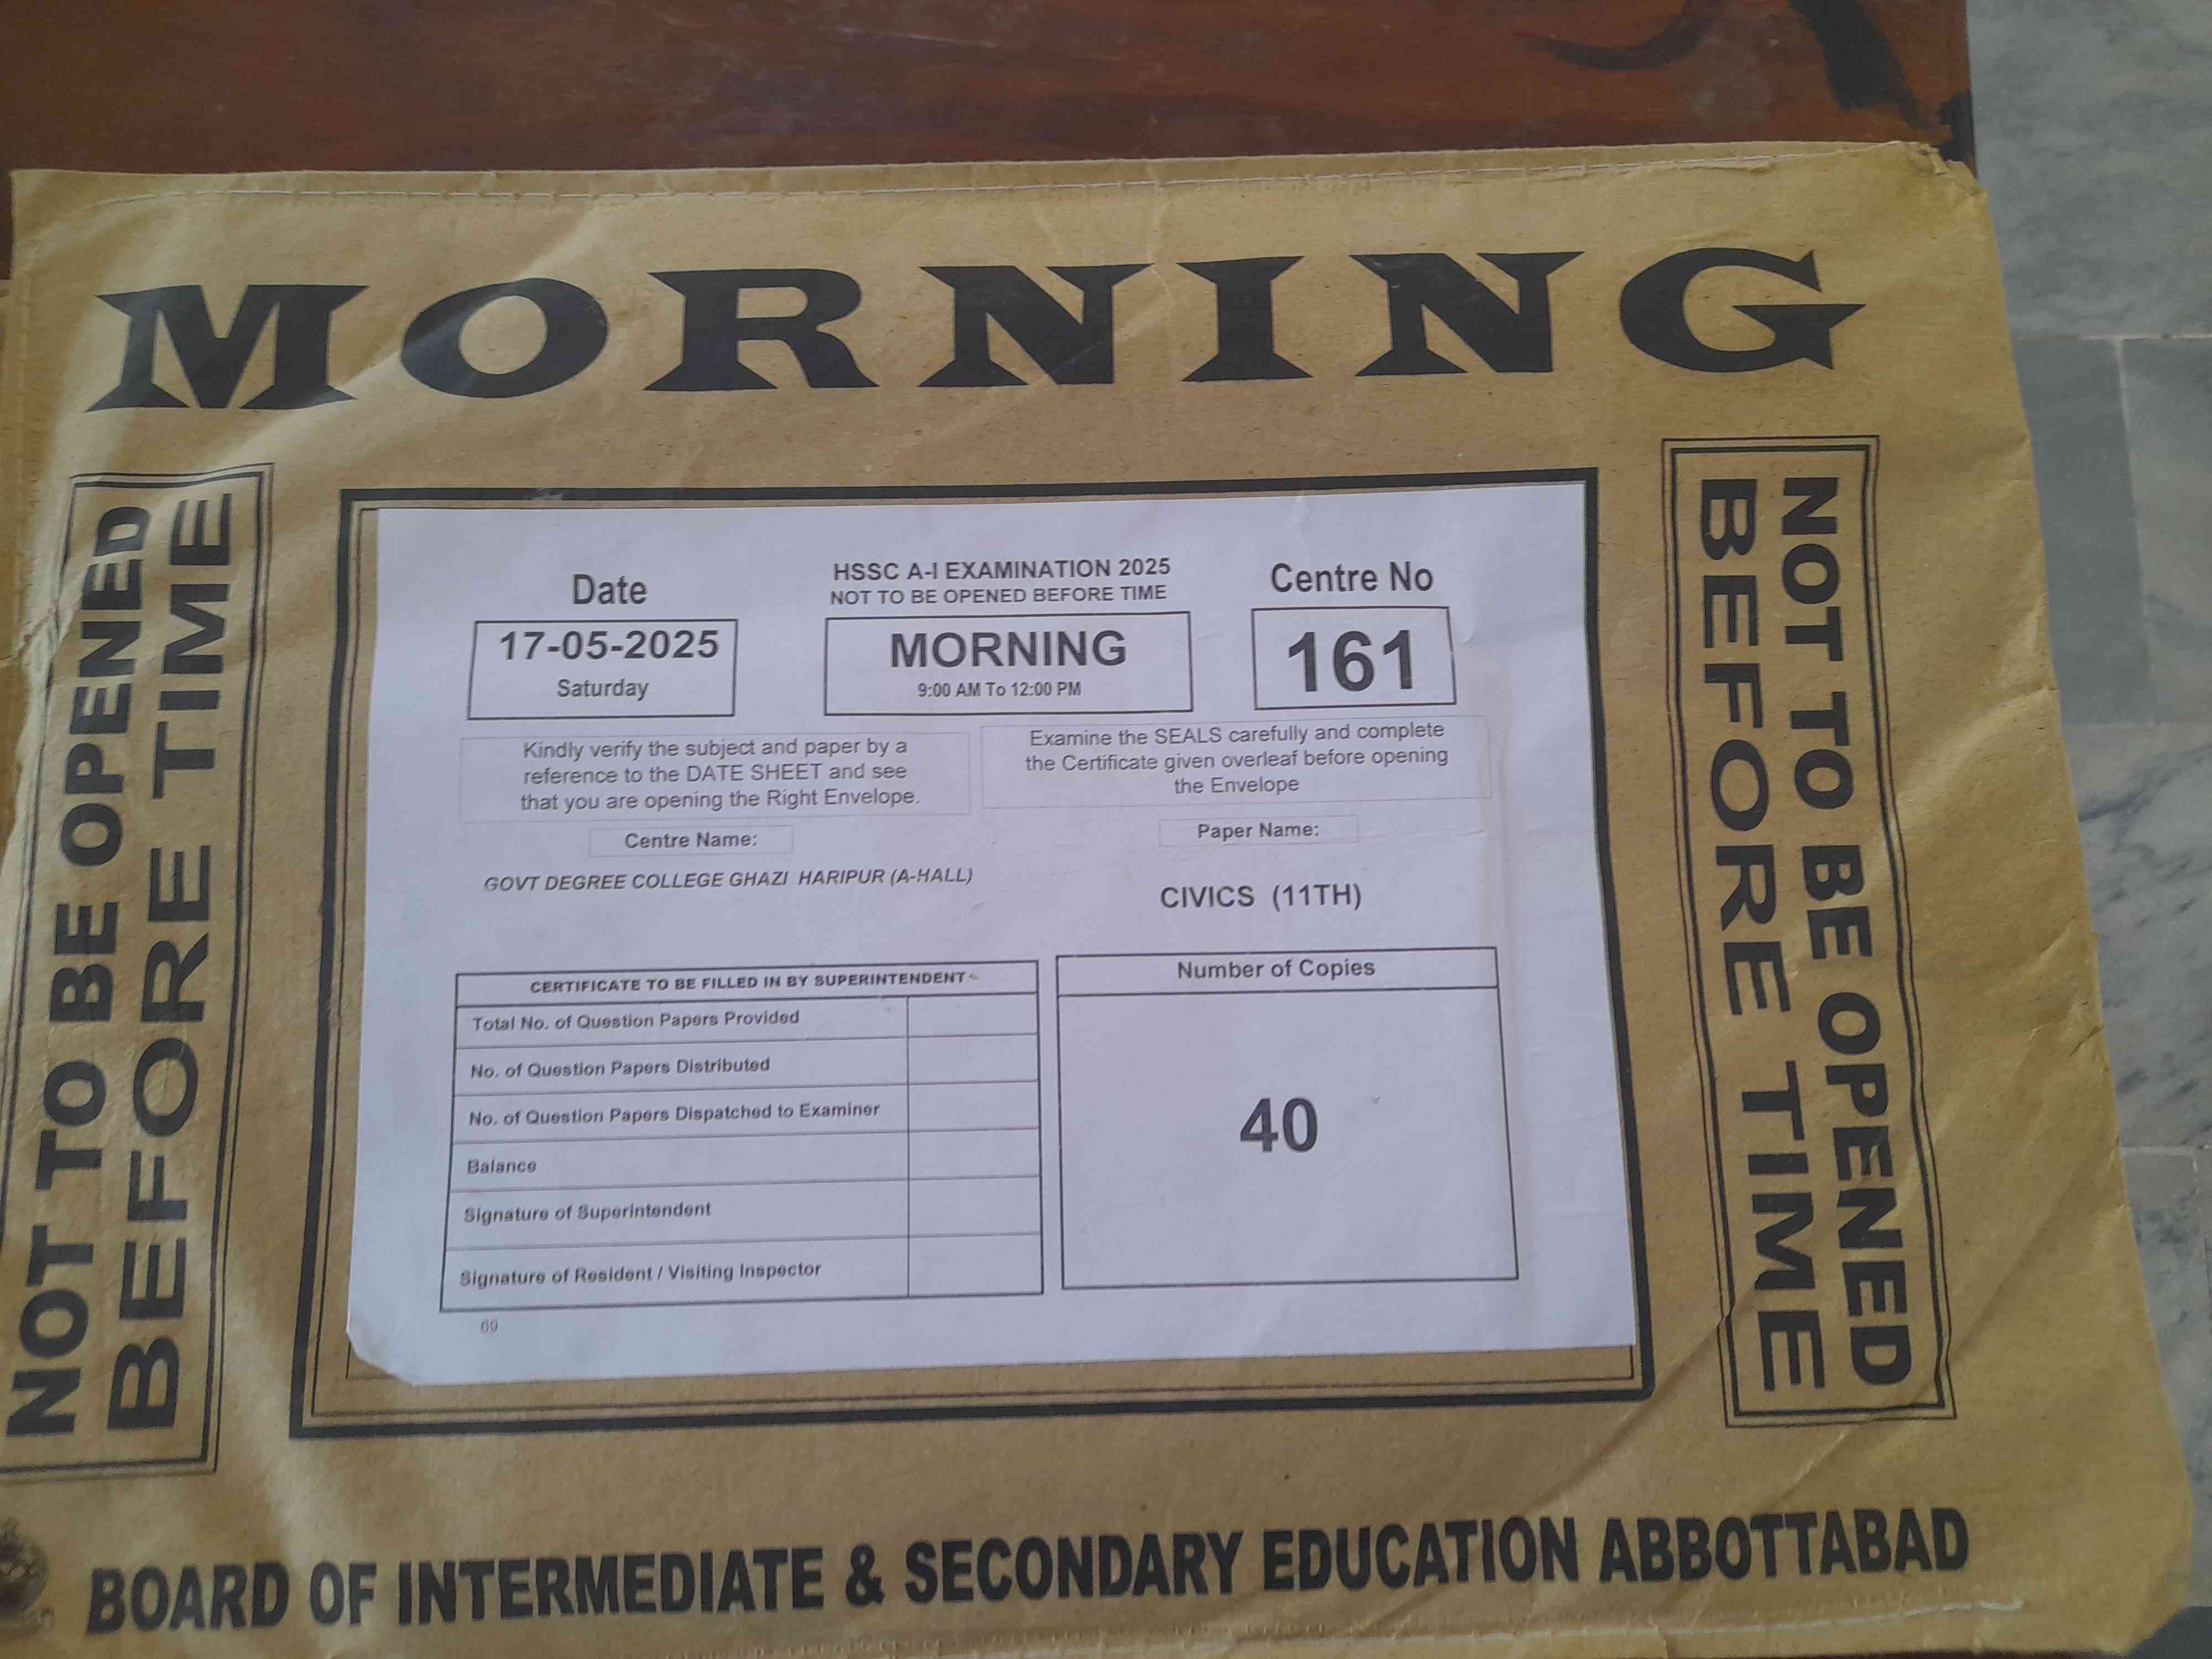 MORNING
NOT TO BE OPENED
BEFORE TIME
Date
17-05-2025
Saturday
HSSC A-I EXAMINATION 2025
NOT TO BE OPENED BEFORE TIME
MORNING
9:00 AM To 12:00 PM
Centre No
161
Kindly verify the subject and paper by a
reference to the DATE SHEET and see
that you are opening the Right Envelope.
Examine the SEALS carefully and complete
the Certificate given overleaf before opening
the Envelope
Centre Name:
GOVT DEGREE COLLEGE GHAZI HARIPUR (A-HALL)
Paper Name:
CIVICS (11TH)
CERTIFICATE TO BE FILLED IN BY SUPERINTENDENT
Total No. of Question Papers Provided
No. of Question Papers Distributed
No. of Question Papers Dispatched to Examiner
Balance
Signature of Superintendent
Signature of Resident / Visiting Inspector
Number of Copies
40
69
NOT TO BE OPENED
BEFORE TIME
BOARD OF INTERMEDIATE & SECONDARY EDUCATION ABBOTTABAD